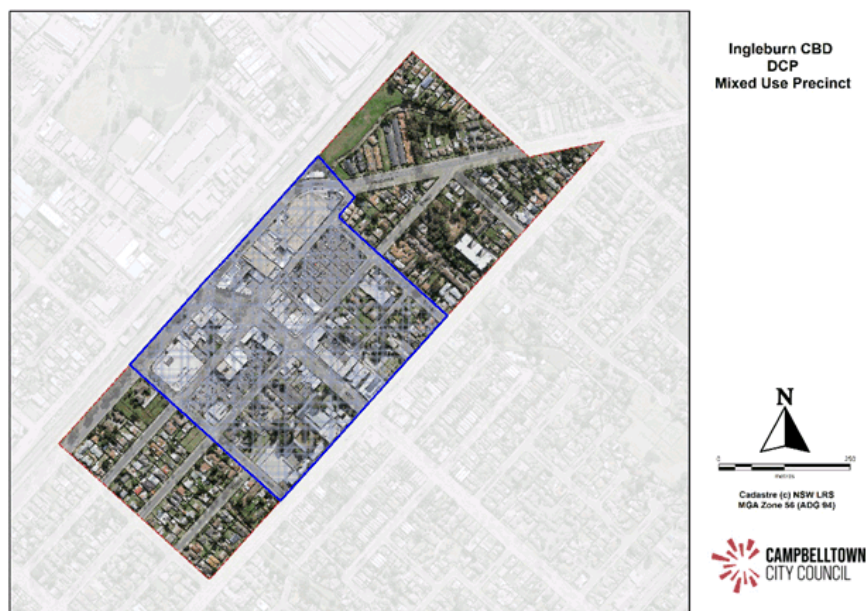 Ingleburn CBD
DCP
Mixed Use Precinct
N
0
250
metres
Cadastre (c) NSW LRS
MGA Zone 56 (ADG 94)
CAMPBELLTOWN
CITY COUNCIL